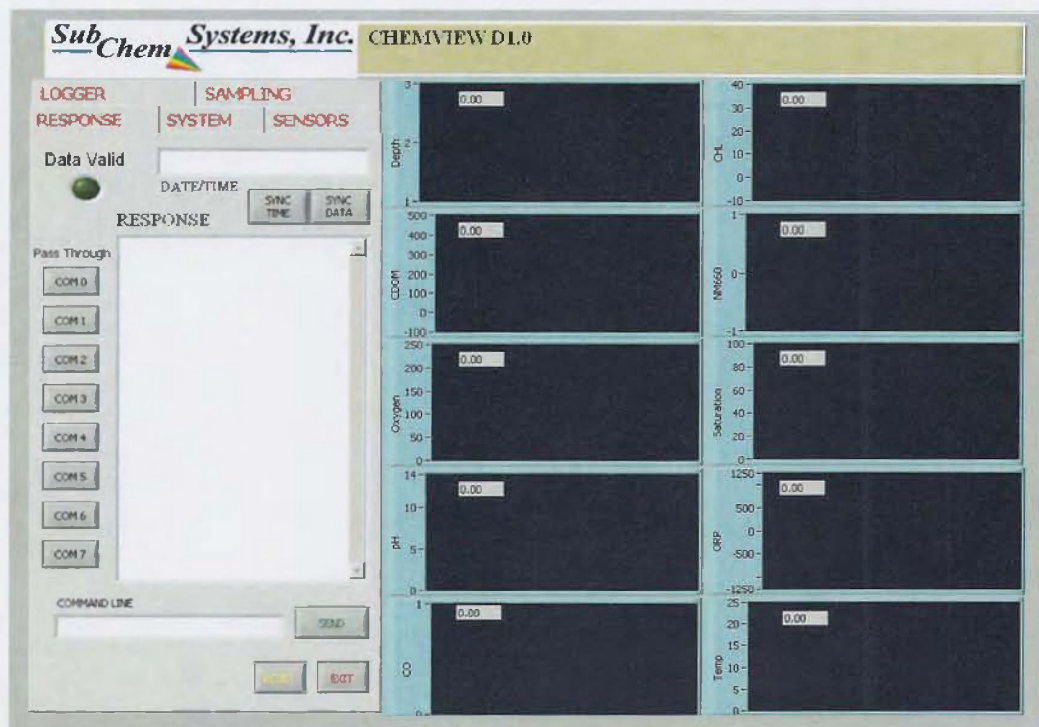 SubChem Systems, Inc.
CHEMVIEW D1.0
LOGGER SAMPLING
RESPONSE SYSTEM SENSORS
Data Valid
DATE/TIME
SYNC TIME
SYNC DATA
RESPONSE
Pass Through
COM 0
COM 1
COM 2
COM 3
COM 4
COM 5
COM 6
COM 7
COMMAND LINE
SEND
RESET
EXIT
Depth
3
2
1
0.00
CHL
40
30
20
10
0
-10
0.00
CDOM
500
400
300
200
100
0
-100
0.00
NM660
1
0
-1
0.00
Oxygen
250
200
150
100
50
0
0.00
Saturation
100
80
60
40
20
0
0.00
pH
14
10
5
0
0.00
ORP
1250
500
0
-500
-1250
0.00
8
1
0
0.00
Temp
25
20
15
10
5
0
0.00